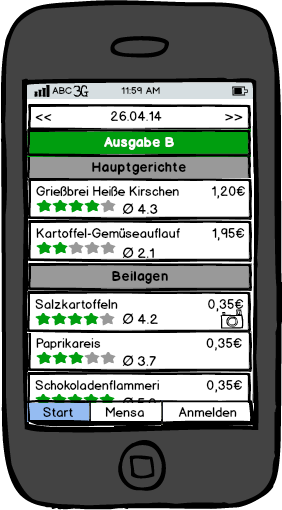 ABC 3G 11:59 AM
<< 26.04.14 >>
Ausgabe B
Hauptgerichte
Grießbrei Heiße Kirschen 1,20€
Ø 4.3
Kartoffel-Gemüseauflauf 1,95€
Ø 2.1
Beilagen
Salzkartoffeln 0,35€
Ø 4.2
Paprikareis 0,35€
Ø 3.7
Schokoladenflammeri 0,35€
Start Mensa Anmelden